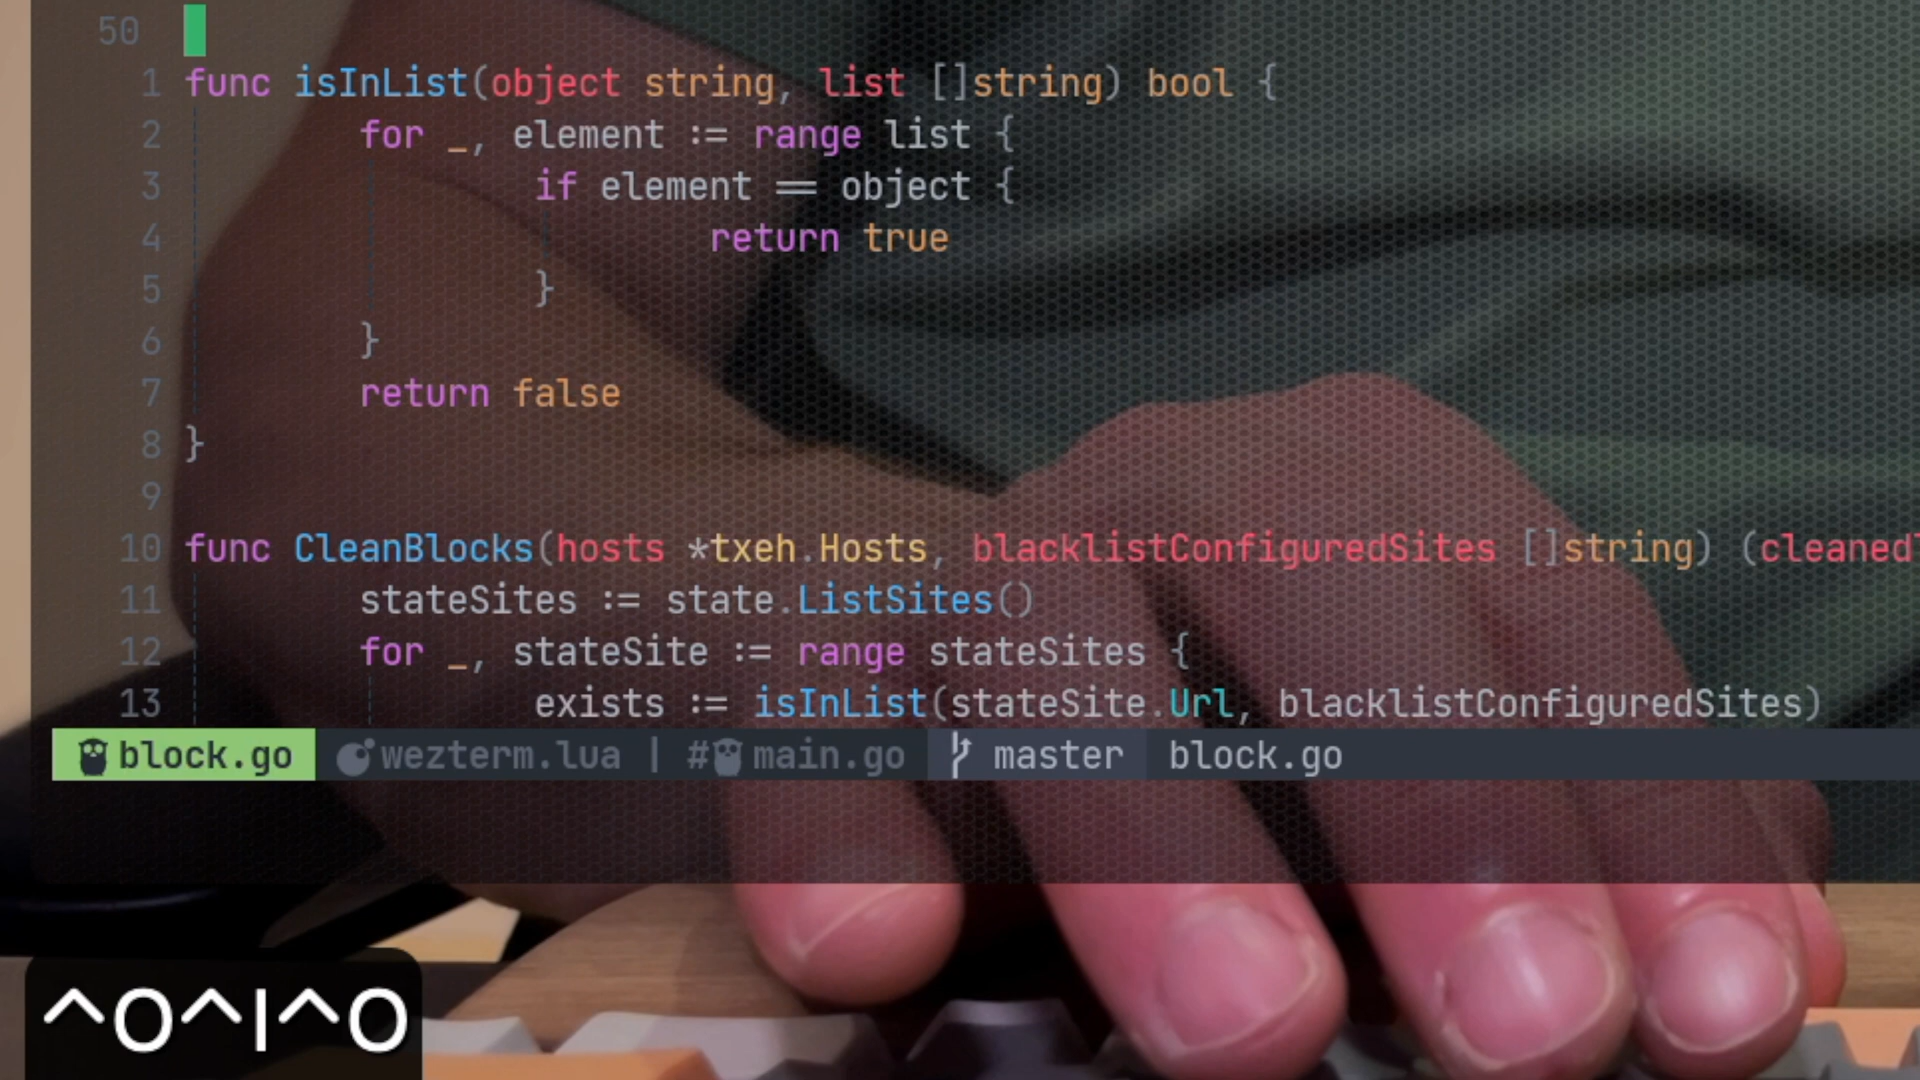 50
1 func isInList(object string, list []string) bool {
2 for _, element := range list {
3 if element == object {
4 return true
5 }
6 }
7 return false
8 }
9
10 func CleanBlocks(hosts *txeh.Hosts, blacklistConfiguredSites []string) (cleaned
11 stateSites := state.ListSites()
12 for _, stateSite := range stateSites {
13 exists := isInList(stateSite.Url, blacklistConfiguredSites)
block.go wezterm.lua | # main.go master block.go
^O^I^O